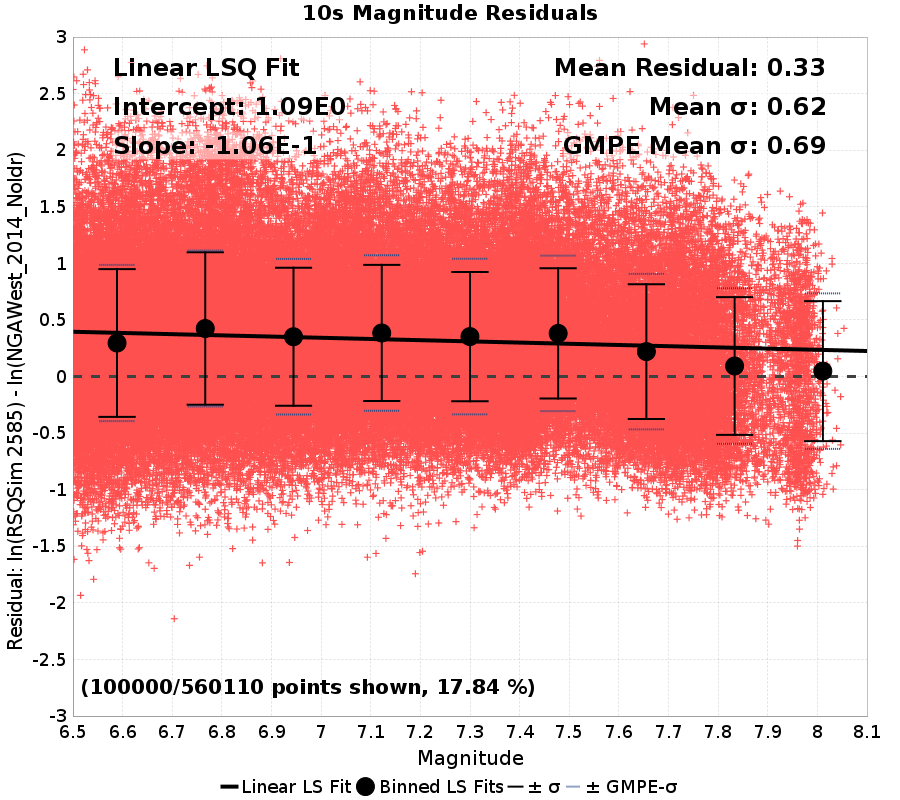 10s Magnitude Residuals
Linear LSQ Fit
Intercept: 1.09E0
Slope: -1.06E-1
Mean Residual: 0.33
Mean σ: 0.62
GMPE Mean σ: 0.69
Residual: ln(RSQSim 2585) - ln(NGAWest_2014_NoIdr)
3
2.5
2
1.5
1
0.5
0
-0.5
-1
-1.5
-2
-2.5
-3
(100000/560110 points shown, 17.84 %)
6.5 6.6 6.7 6.8 6.9 7 7.1 7.2 7.3 7.4 7.5 7.6 7.7 7.8 7.9 8 8.1
Magnitude
Linear LS Fit Binned LS Fits ± σ ± GMPE-σ